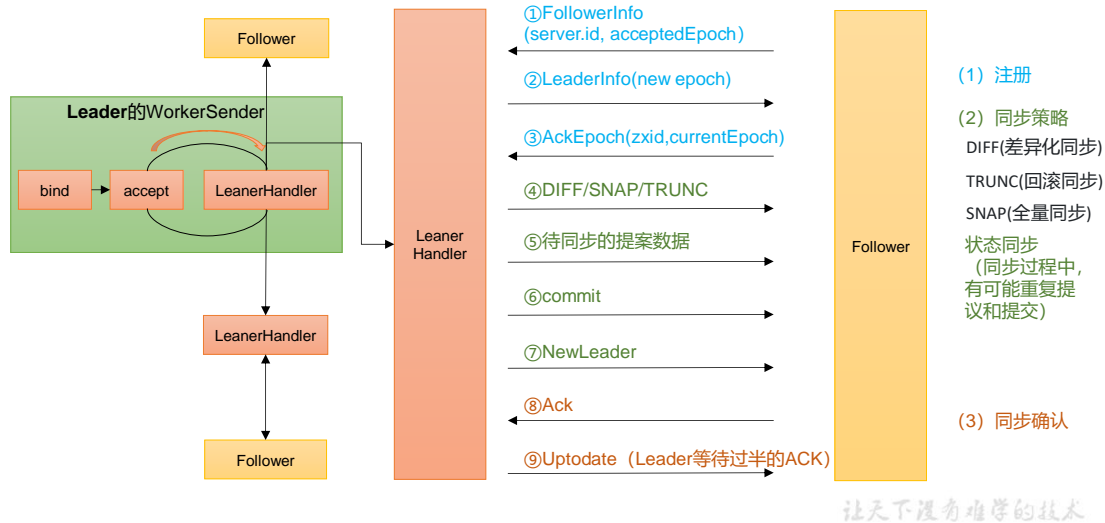 Follower
Leader的WorkerSender
bind
accept
LeanerHandler
LeanerHandler
Follower
Leaner
Handler
①FollowerInfo
(server.id, acceptedEpoch）
②LeaderInfo(new epoch)
③AckEpoch(zxid,currentEpoch)
④DIFF/SNAP/TRUNC
⑤待同步的提案数据
⑥commit
⑦NewLeader
⑧Ack
⑨Uptodate（Leader等待过半的ACK）
Follower
(1）注册
(2）同步策略
DIFF(差异化同步)
TRUNC(回滚同步)
SNAP(全量同步)
状态同步
（同步过程中，
有可能重复提
议和提交）
(3）同步确认
让天下没有难学的技术